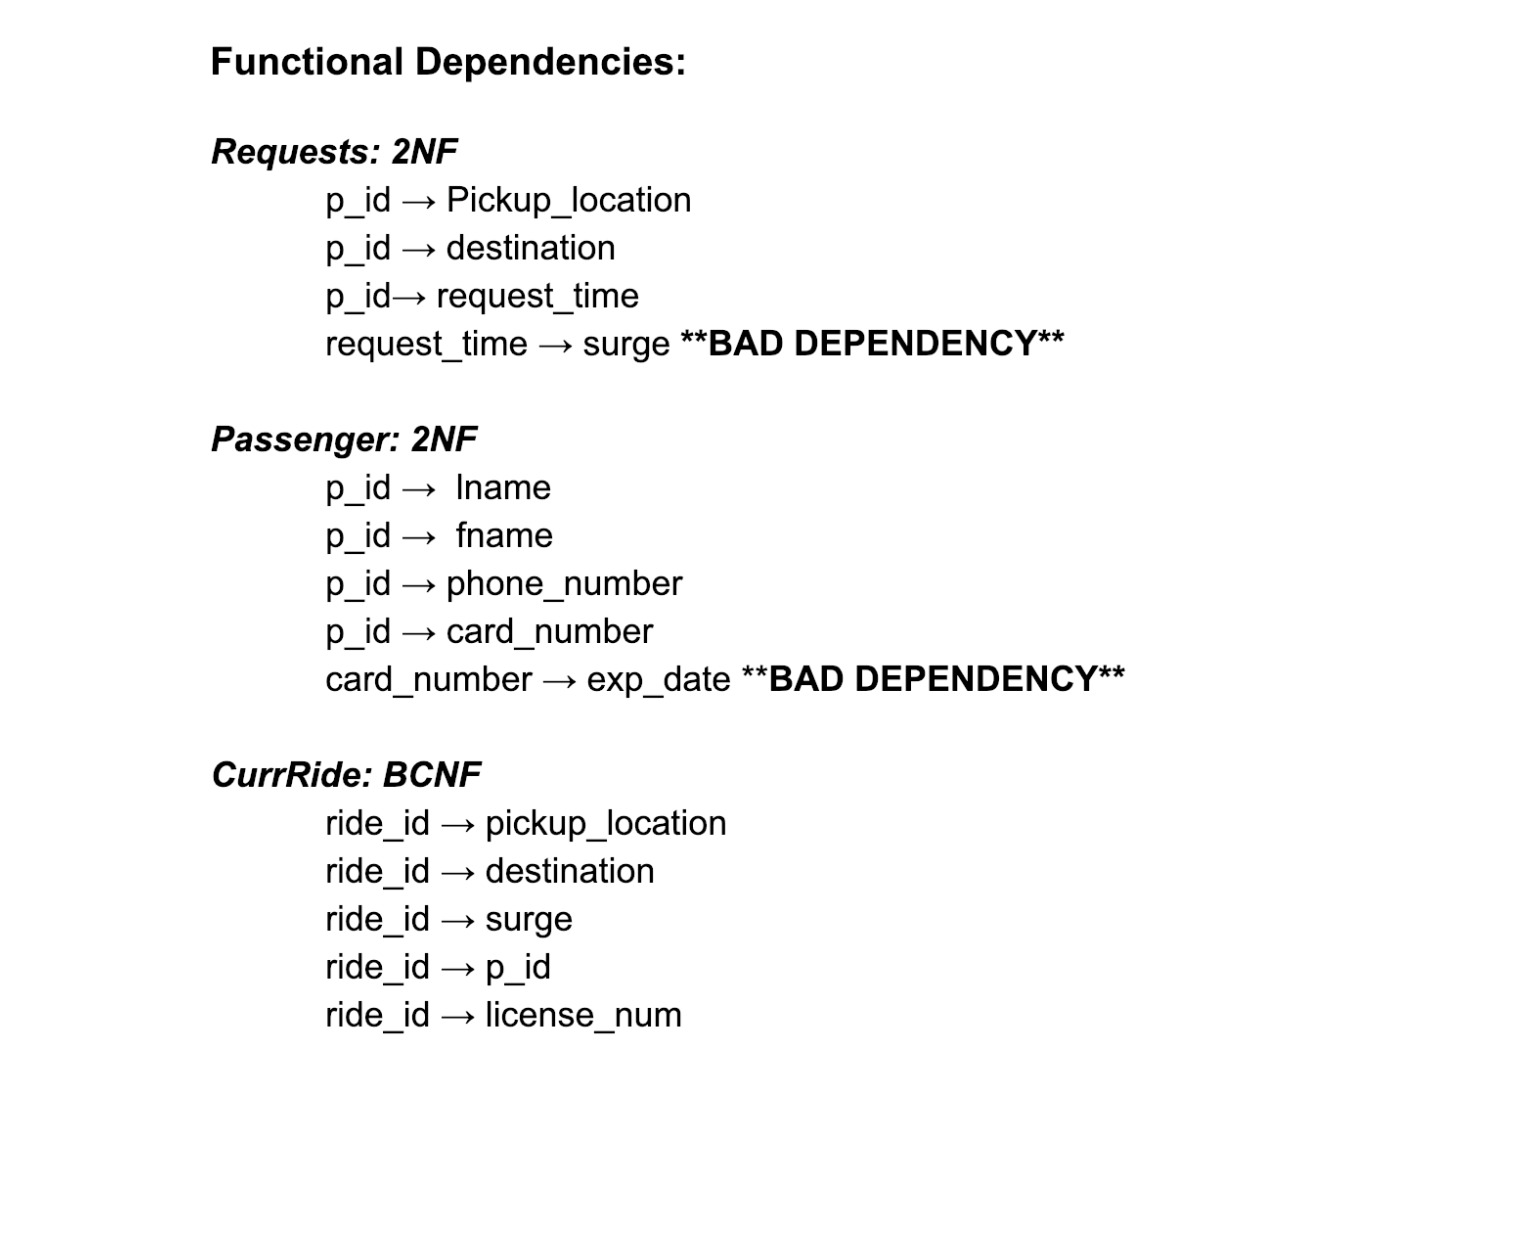 Functional Dependencies:
Requests: 2NF
p_id → Pickup_location
p_id → destination
p_id→ request_time
request_time → surge **BAD DEPENDENCY**
Passenger: 2NF
p_id → lname
p_id → fname
p_id → phone_number
p_id → card_number
card_number → exp_date **BAD DEPENDENCY**
CurrRide: BCNF
ride_id → pickup_location
ride_id → destination
ride_id → surge
ride_id → p_id
ride_id → license_num